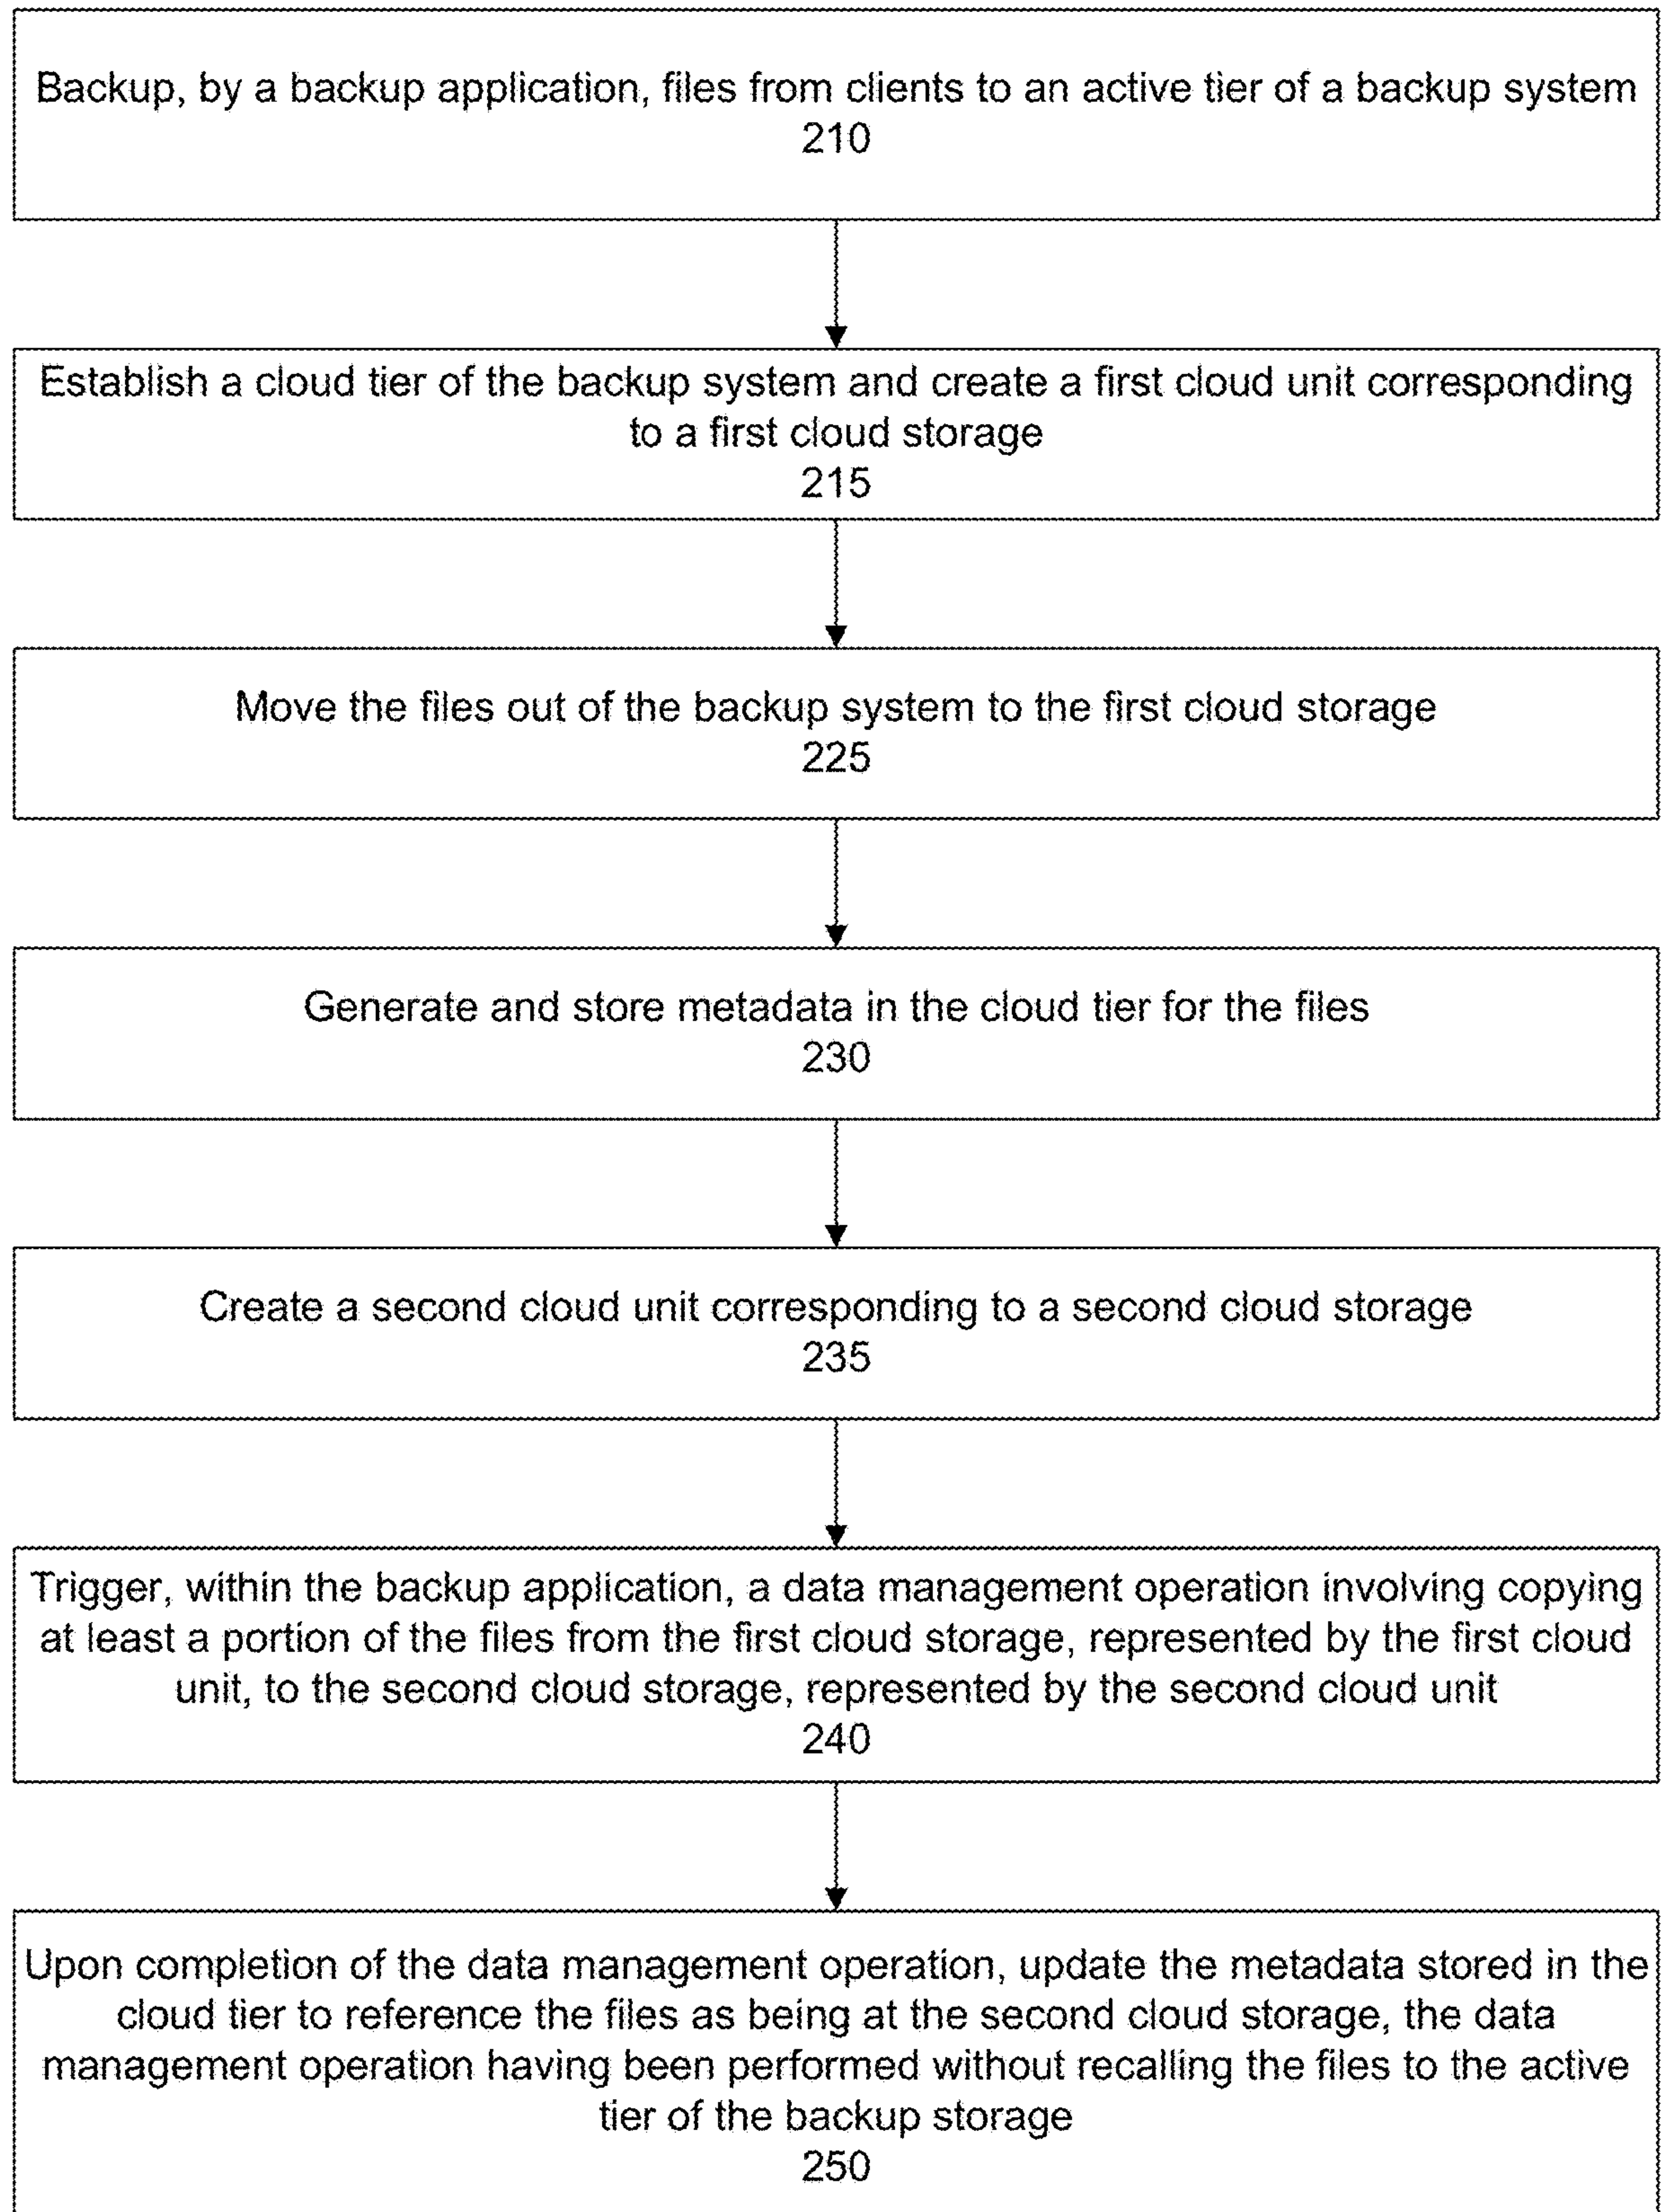 Backup, by a backup application, files from clients to an active tier of a backup system
210
Establish a cloud tier of the backup system and create a first cloud unit corresponding
to a first cloud storage
215
Move the files out of the backup system to the first cloud storage
225
Generate and store metadata in the cloud tier for the files
230
Create a second cloud unit corresponding to a second cloud storage
235
Trigger, within the backup application, a data management operation involving copying
at least a portion of the files from the first cloud storage, represented by the first cloud
unit, to the second cloud storage, represented by the second cloud unit
240
Upon completion of the data management operation, update the metadata stored in the
cloud tier to reference the files as being at the second cloud storage, the data
management operation having been performed without recalling the files to the active
tier of the backup storage
250